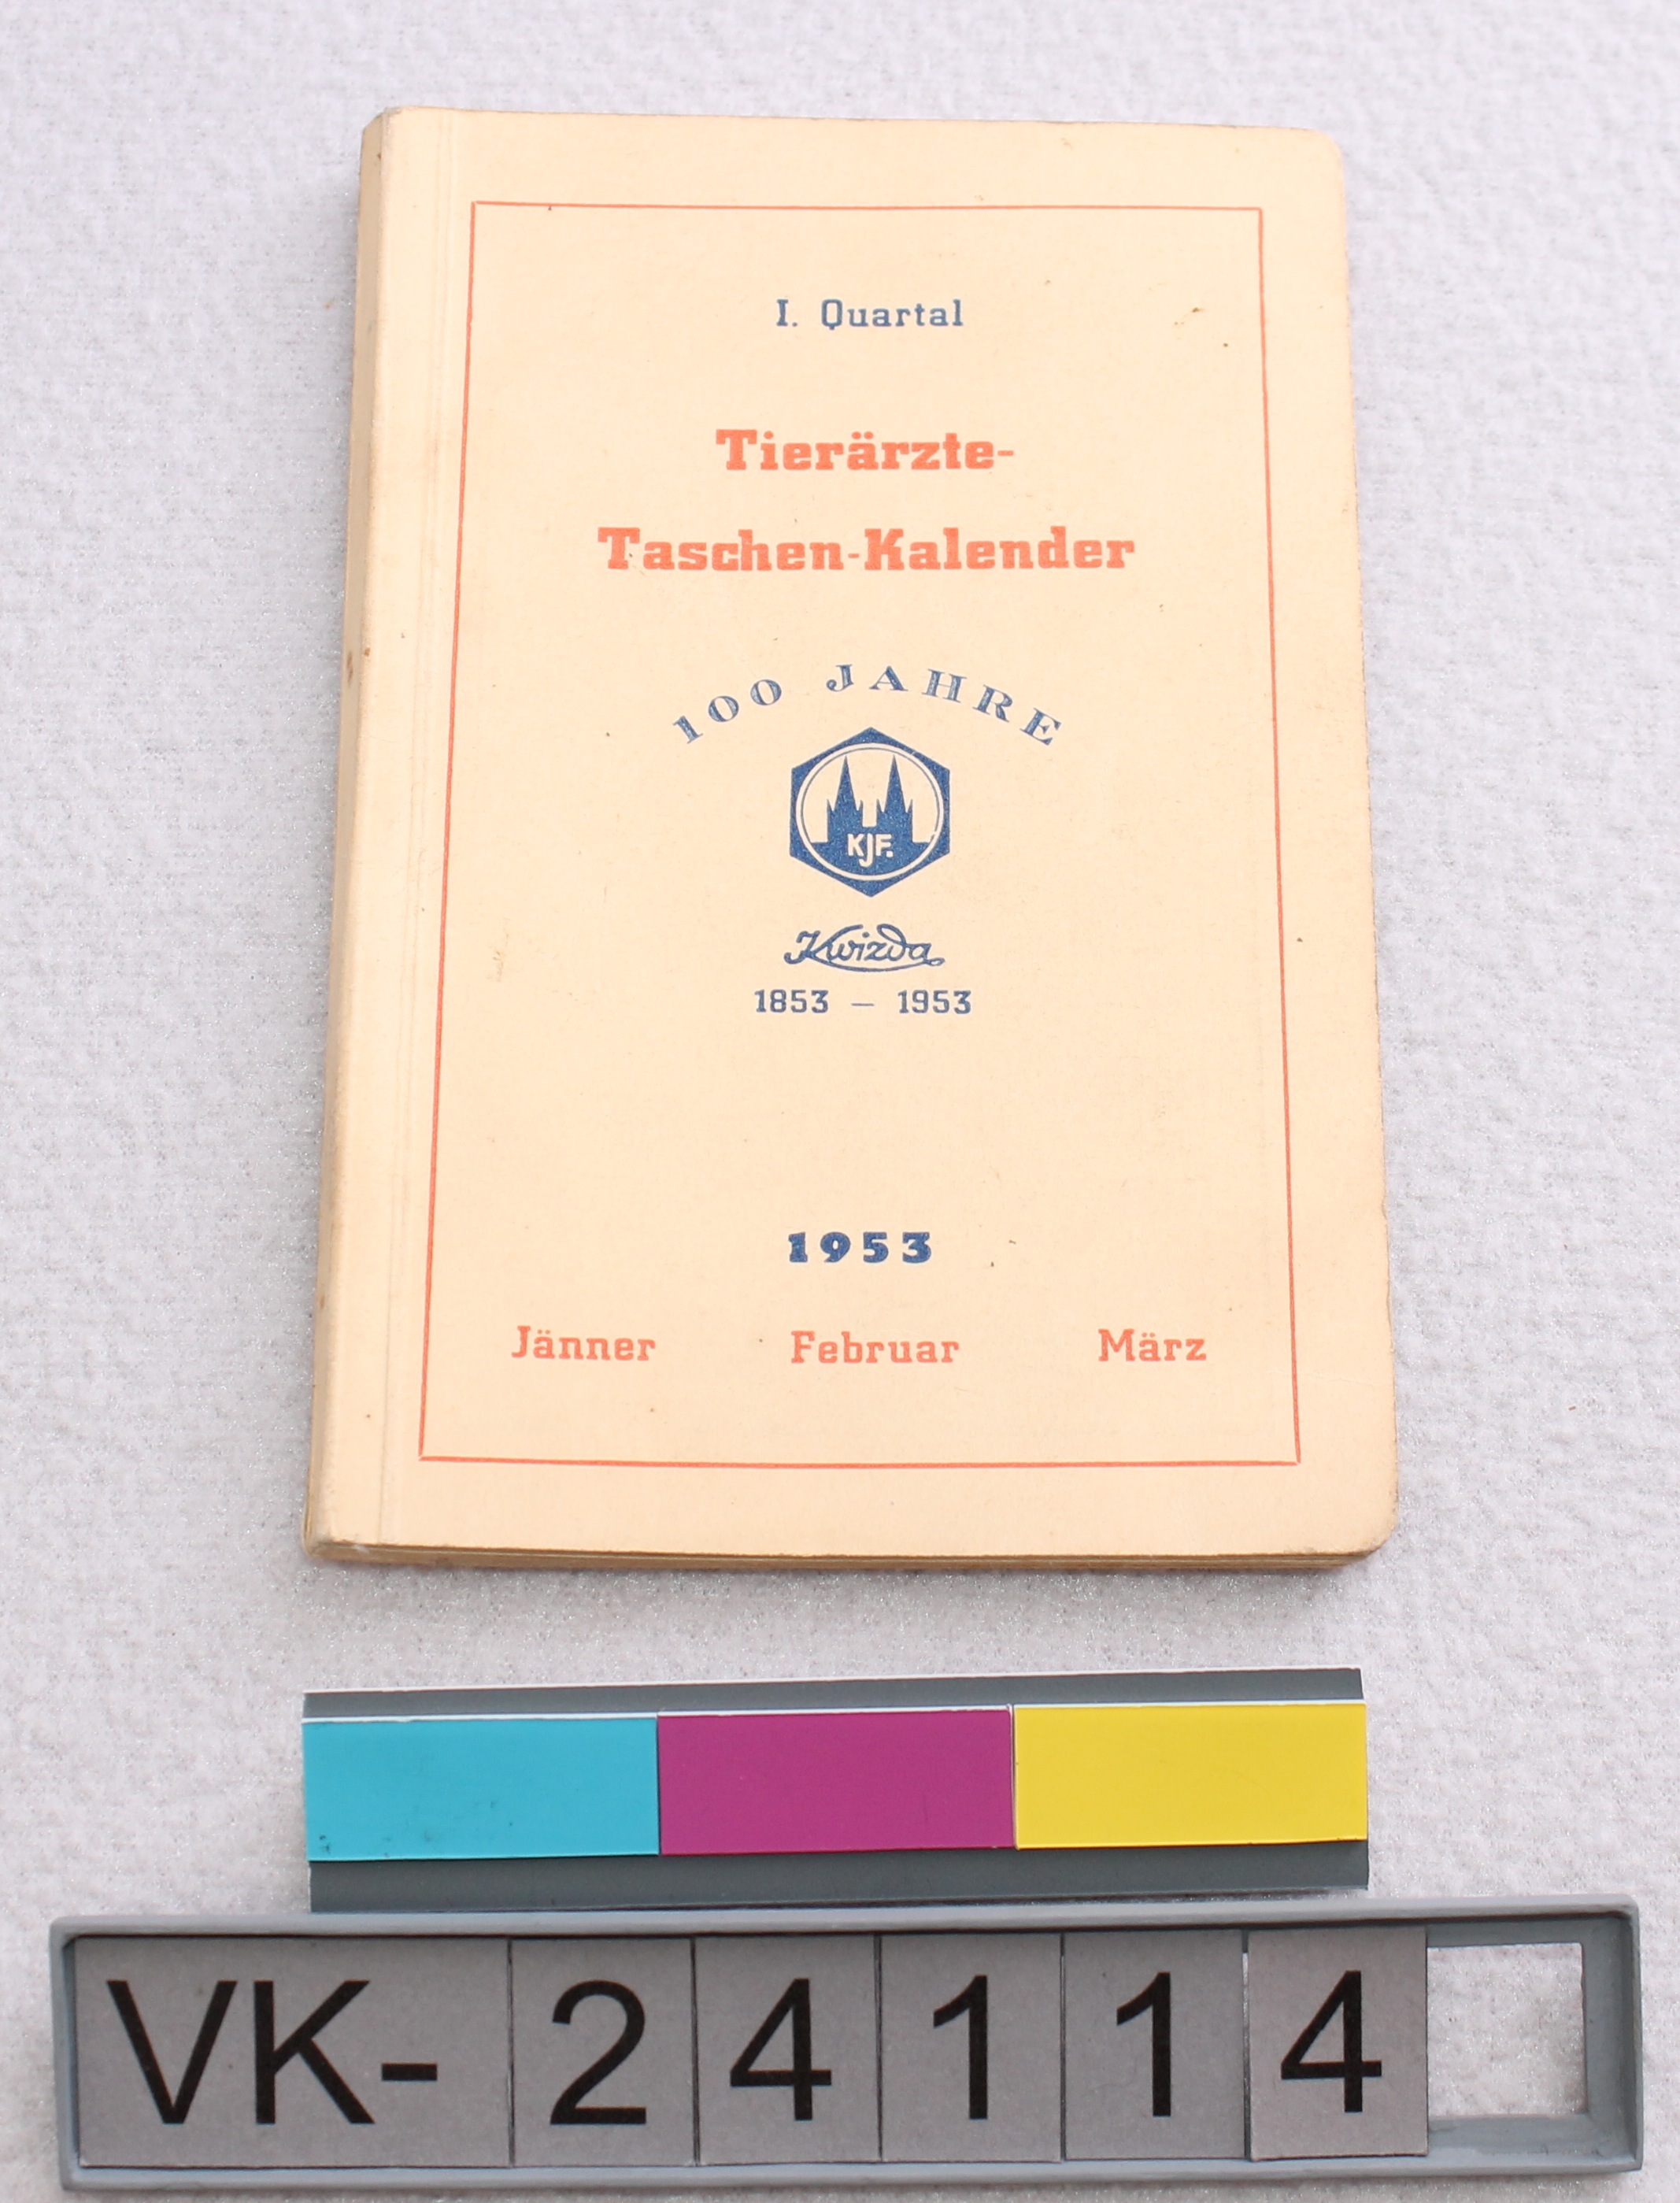 I. Quartal
Tierärzte-
Taschen-Kalender
100 JAHRE
KJF.
Kwizda
1853 – 1953
1953
Jänner Februar März
VK-24114